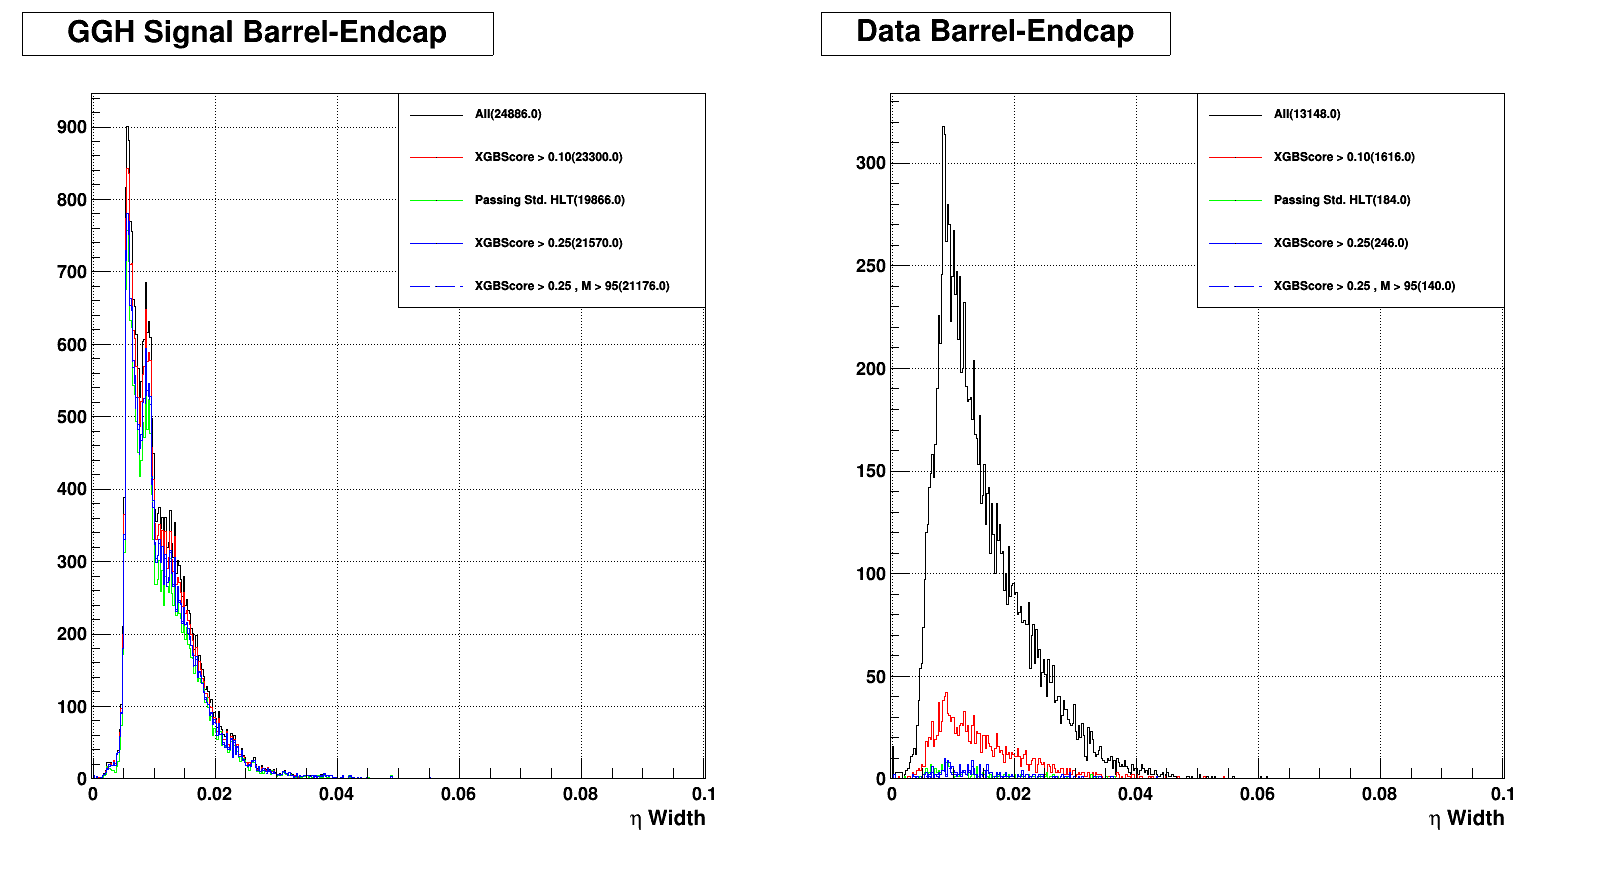 GGH Signal Barrel-Endcap
All(24886.0)
XGBScore > 0.10(23300.0)
Passing Std. HLT(19866.0)
XGBScore > 0.25(21570.0)
XGBScore > 0.25 , M > 95(21176.0)
900
800
700
600
500
400
300
200
100
0
0 0.02 0.04 0.06 0.08 0.1
η Width
Data Barrel-Endcap
All(13148.0)
XGBScore > 0.10(1616.0)
Passing Std. HLT(184.0)
XGBScore > 0.25(246.0)
XGBScore > 0.25 , M > 95(140.0)
300
250
200
150
100
50
0
0 0.02 0.04 0.06 0.08 0.1
η Width